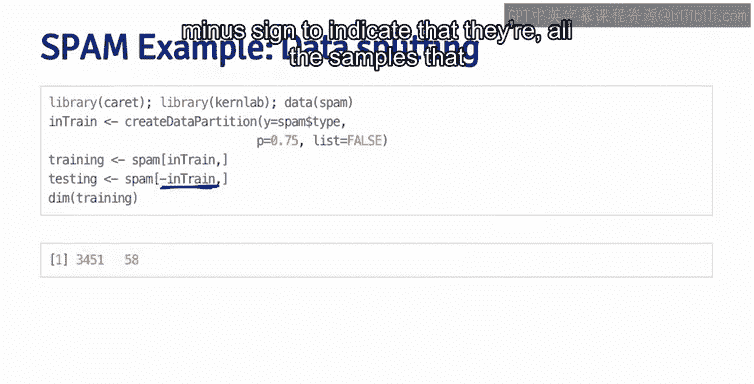 minus sign to indicate that they're, all
the samples that
SPAM Example: Data splitting
library(caret); library(kernlab); data(spam)
inTrain <- createDataPartition(y=spam$type,
p=0.75, list=FALSE)
training <- spam[inTrain,]
testing <- spam[-inTrain,]
dim(training)
[1] 3451 58